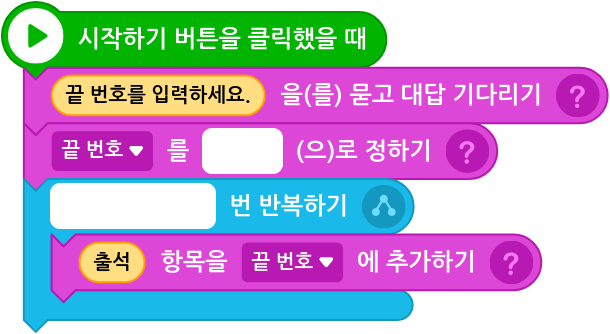 시작하기 버튼을 클릭했을 때
끝 번호를 입력하세요. 을(를) 묻고 대답 기다리기 ?
끝 번호 를 (으)로 정하기 ?
번 반복하기
출석 항목을 끝 번호 에 추가하기 ?